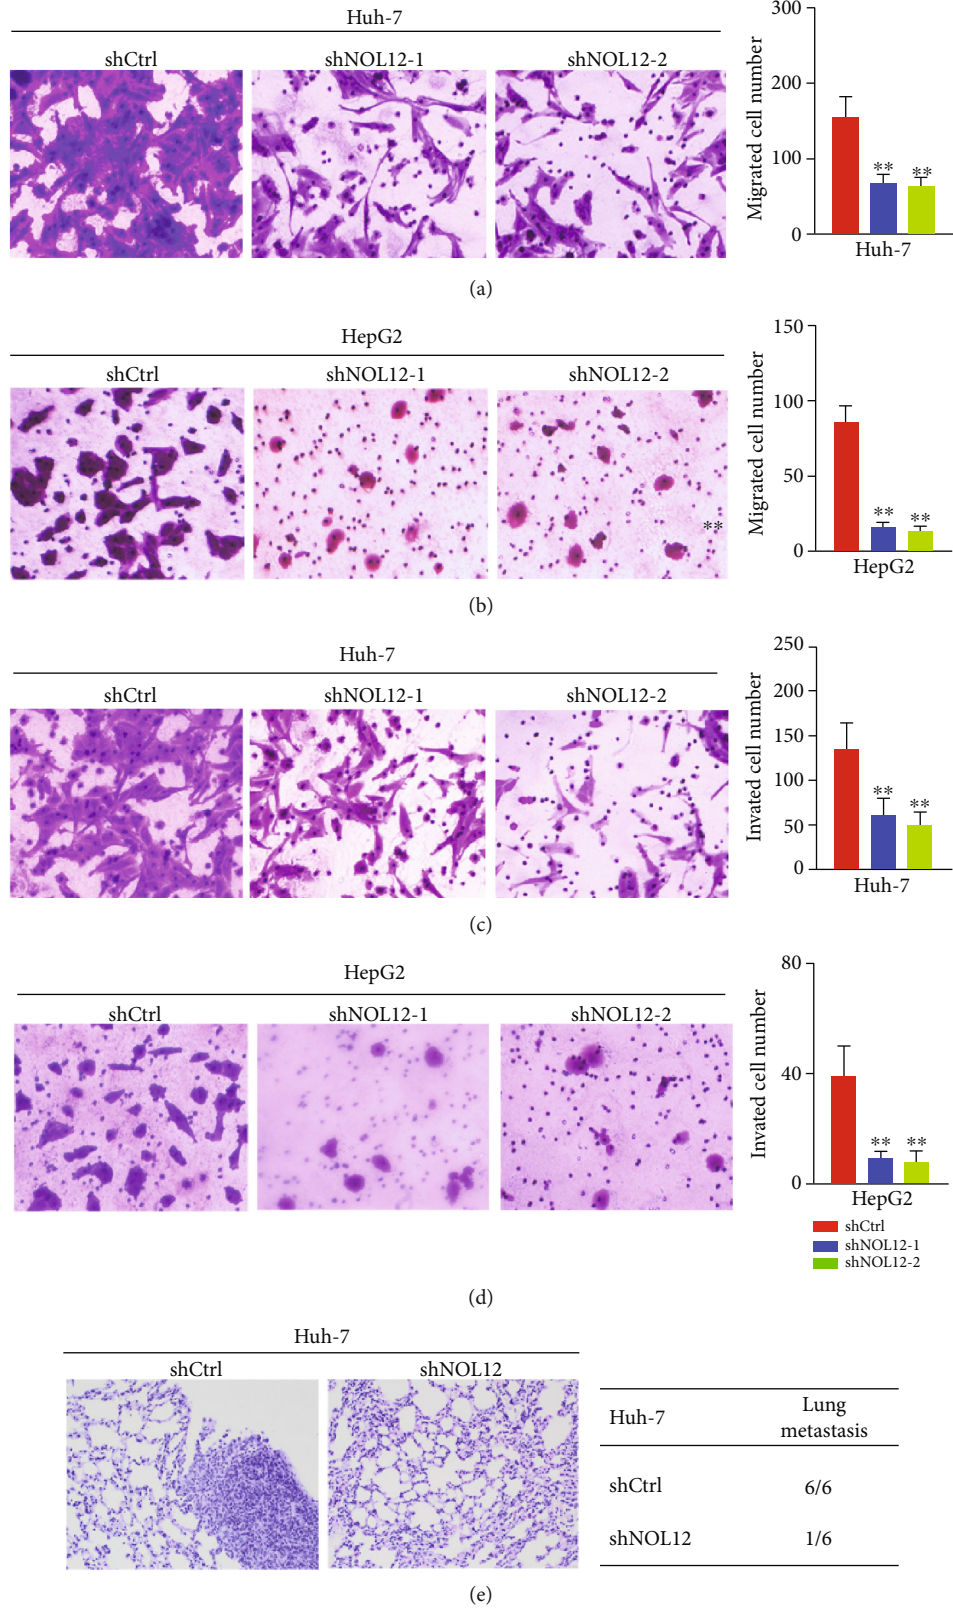 Huh-7
shCtrl
shNOL12-1
shNOL12-2
Migrated cell number
300
200
100
0
**
**
Huh-7
(a)
HepG2
shCtrl
shNOL12-1
shNOL12-2
**
Migrated cell number
150
100
50
0
**
**
HepG2
(b)
Huh-7
shCtrl
shNOL12-1
shNOL12-2
Invated cell number
250
200
150
100
50
0
**
**
Huh-7
(c)
HepG2
shCtrl
shNOL12-1
shNOL12-2
Invated cell number
80
40
0
**
**
HepG2
shCtrl
shNOL12-1
shNOL12-2
(d)
Huh-7
shCtrl
shNOL12
Huh-7
Lung
metastasis
shCtrl
6/6
shNOL12
1/6
(e)